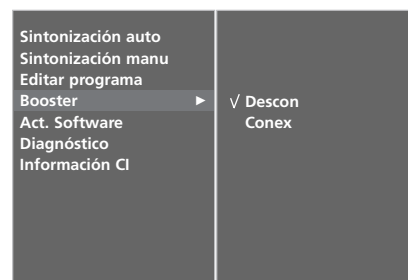 Sintonización auto
Sintonización manu
Editar programa
Booster ►
Act. Software
Diagnóstico
Información CI
√ Descon
Conex